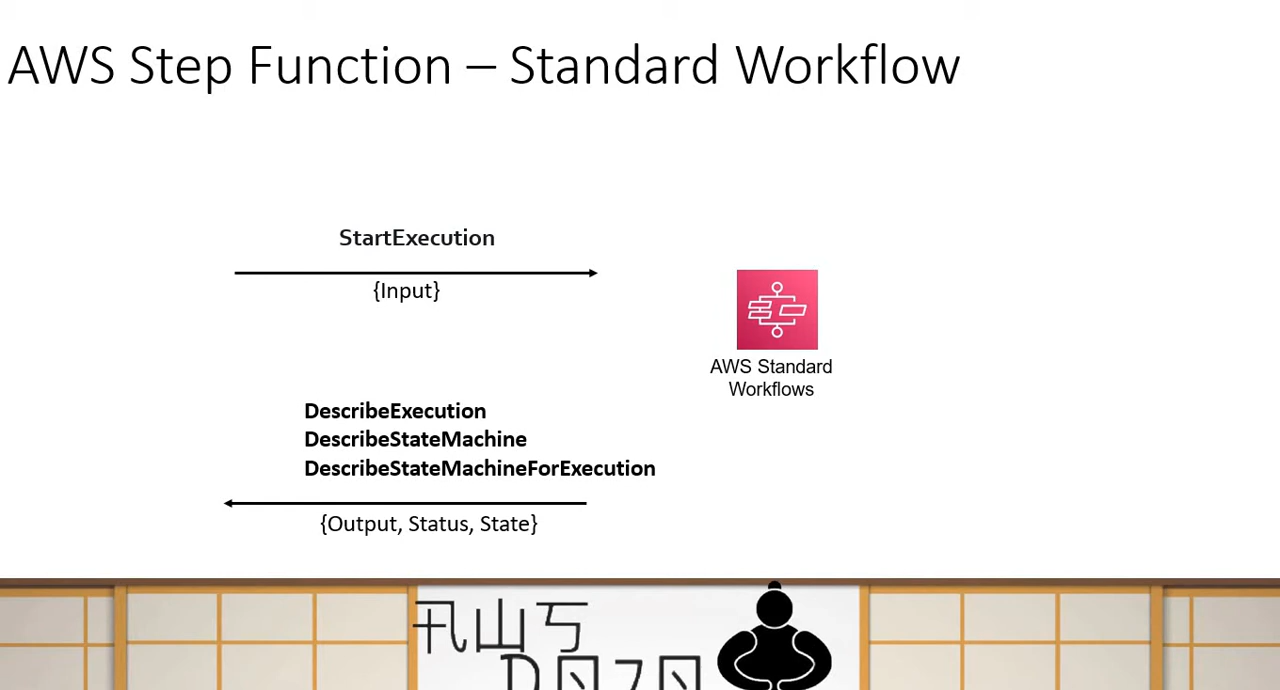 AWS Step Function – Standard Workflow
StartExecution
{Input}
AWS Standard
Workflows
DescribeExecution
DescribeStateMachine
DescribeStateMachineForExecution
{Output, Status, State}